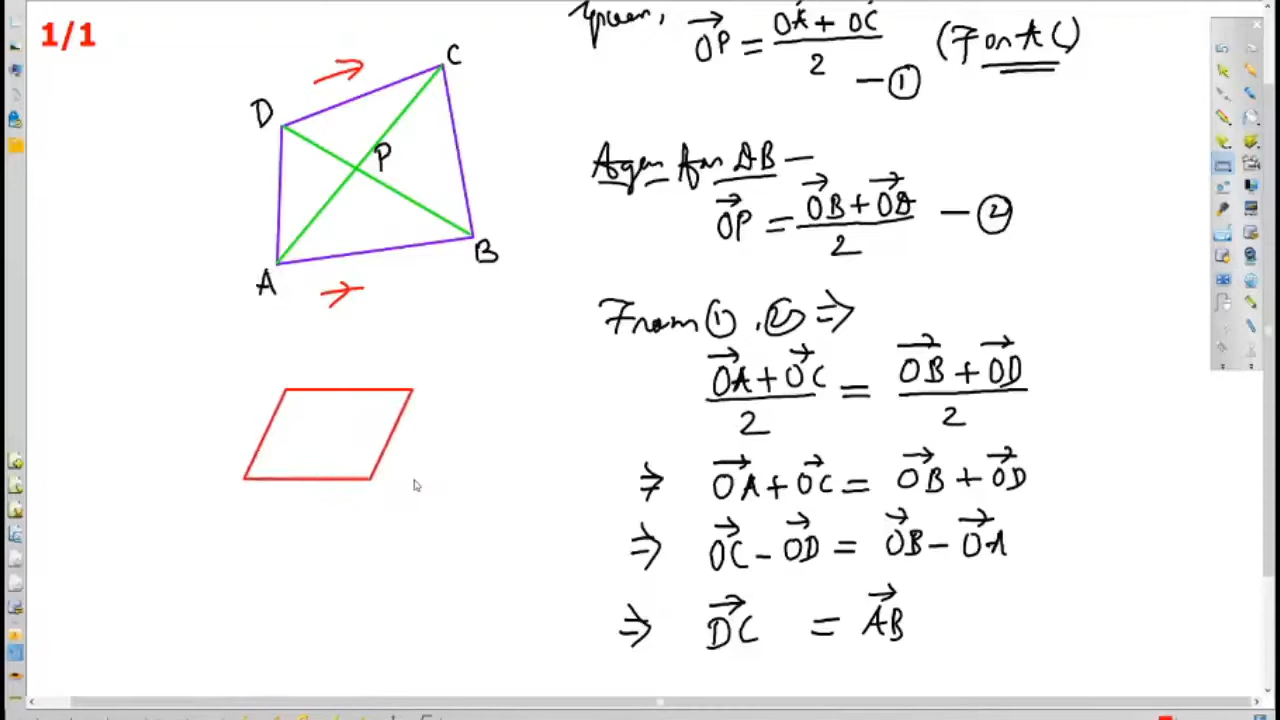 1/1
C
D
P
B
A
Given,
OP = OA + OC / 2 (For AC)
— ①
Again for AB —
OP = OB + OD / 2 — ②
From ①, ② ⇒
OA + OC / 2 = OB + OD / 2
⇒ OA + OC = OB + OD
⇒ OC - OD = OB - OA
⇒ DC = AB